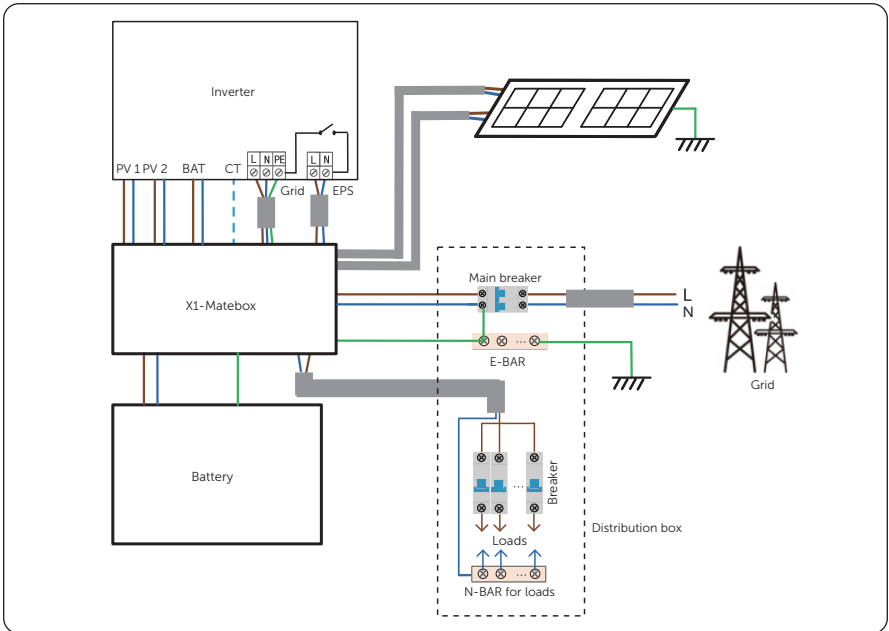 Inverter
PV 1 PV 2 BAT CT
L N PE
Grid
L N
EPS
X1-Matebox
Main breaker
L
N
E-BAR
...
Grid
Battery
...
Breaker
Loads
Distribution box
...
N-BAR for loads